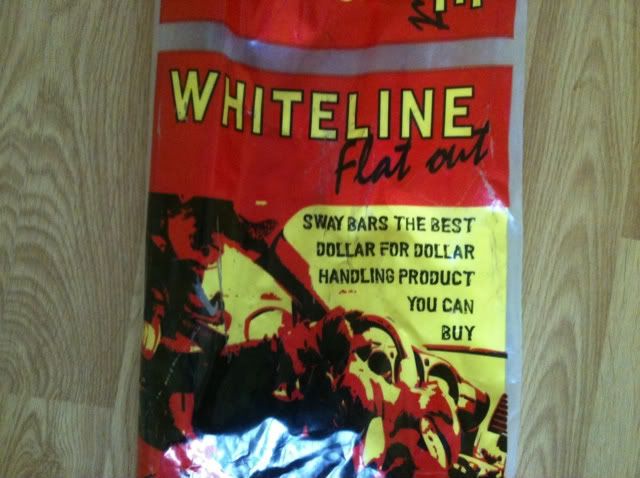 WHITELINE
Flat out
SWAY BARS THE BEST
DOLLAR FOR DOLLAR
HANDLING PRODUCT
YOU CAN
BUY